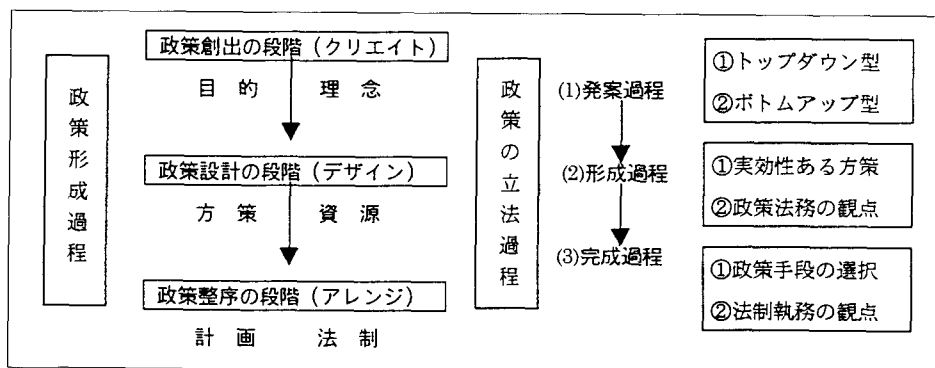 政策形成過程
政策創出の段階（クリエイト）
目的 理念
政策設計の段階（デザイン）
方策 資源
政策整序の段階（アレンジ）
計画 法制
政策の立法過程
(1)発案過程
①トップダウン型
②ボトムアップ型
(2)形成過程
①実効性ある方策
②政策法務の観点
(3)完成過程
①政策手段の選択
②法制執務の観点